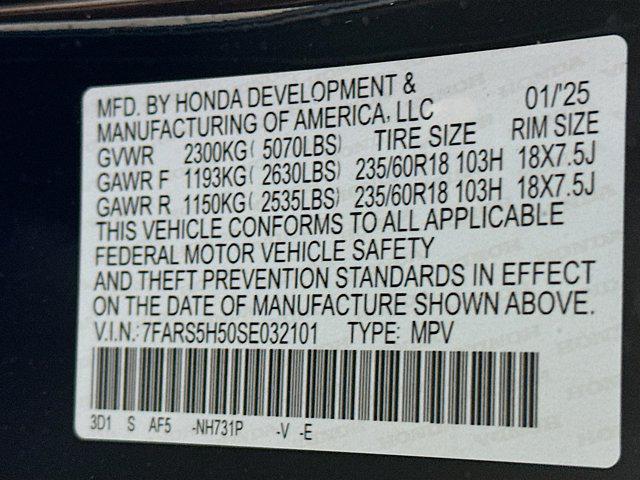 MFD. BY HONDA DEVELOPMENT &
MANUFACTURING OF AMERICA, LLC 01/'25
GVWR 2300KG( 5070LBS) TIRE SIZE RIM SIZE
GAWR F 1193KG( 2630LBS) 235/60R18 103H 18X7.5J
GAWR R 1150KG( 2535LBS) 235/60R18 103H 18X7.5J
THIS VEHICLE CONFORMS TO ALL APPLICABLE
FEDERAL MOTOR VEHICLE SAFETY
AND THEFT PREVENTION STANDARDS IN EFFECT
ON THE DATE OF MANUFACTURE SHOWN ABOVE.
V.I.N.:7FARS5H50SE032101 TYPE: MPV
3D1 S AF5 -NH731P -V -E